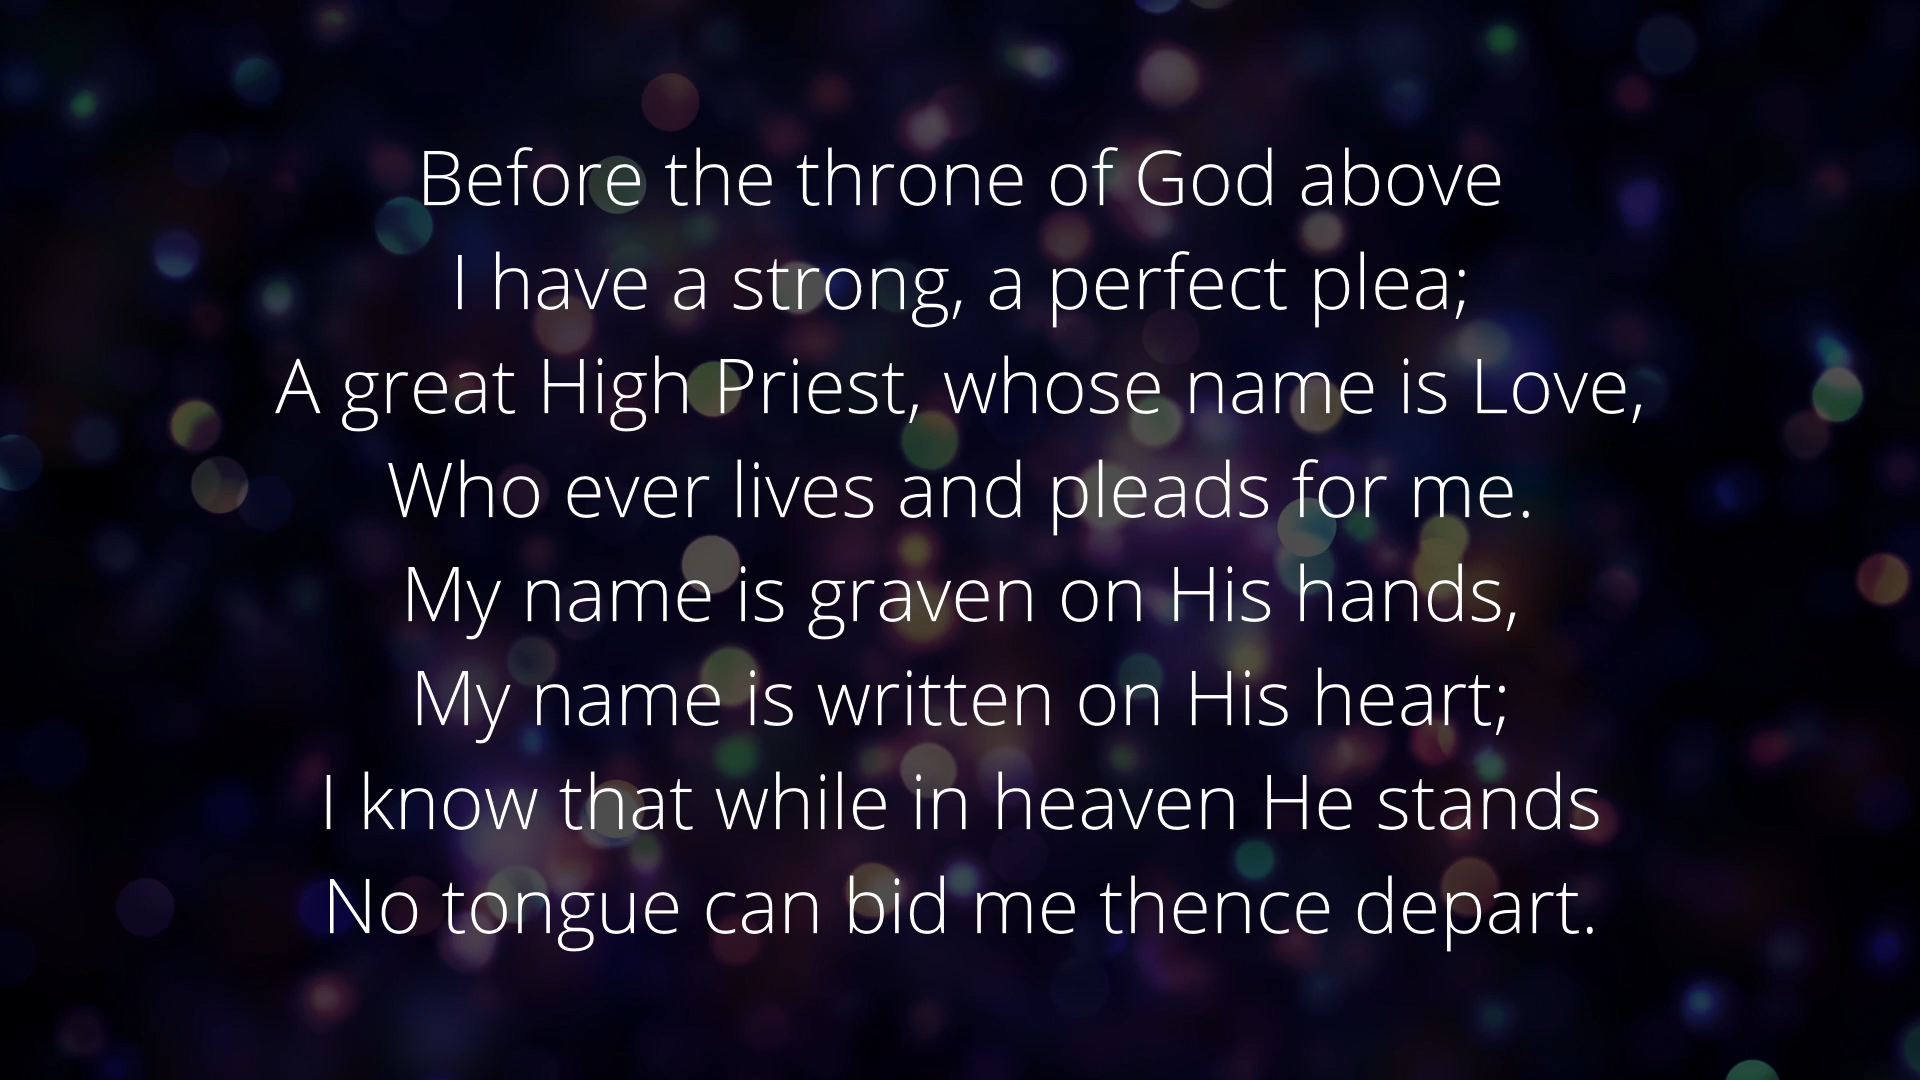 Before the throne of God above
I have a strong, a perfect plea;
A great High Priest, whose name is Love,
Who ever lives and pleads for me.
My name is graven on His hands,
My name is written on His heart;
I know that while in heaven He stands
No tongue can bid me thence depart.